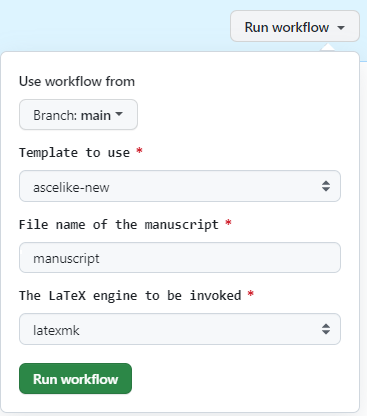 Run workflow
Use workflow from
Branch: main
Template to use *
ascelike-new
File name of the manuscript *
manuscript
The LaTeX engine to be invoked *
latexmk
Run workflow